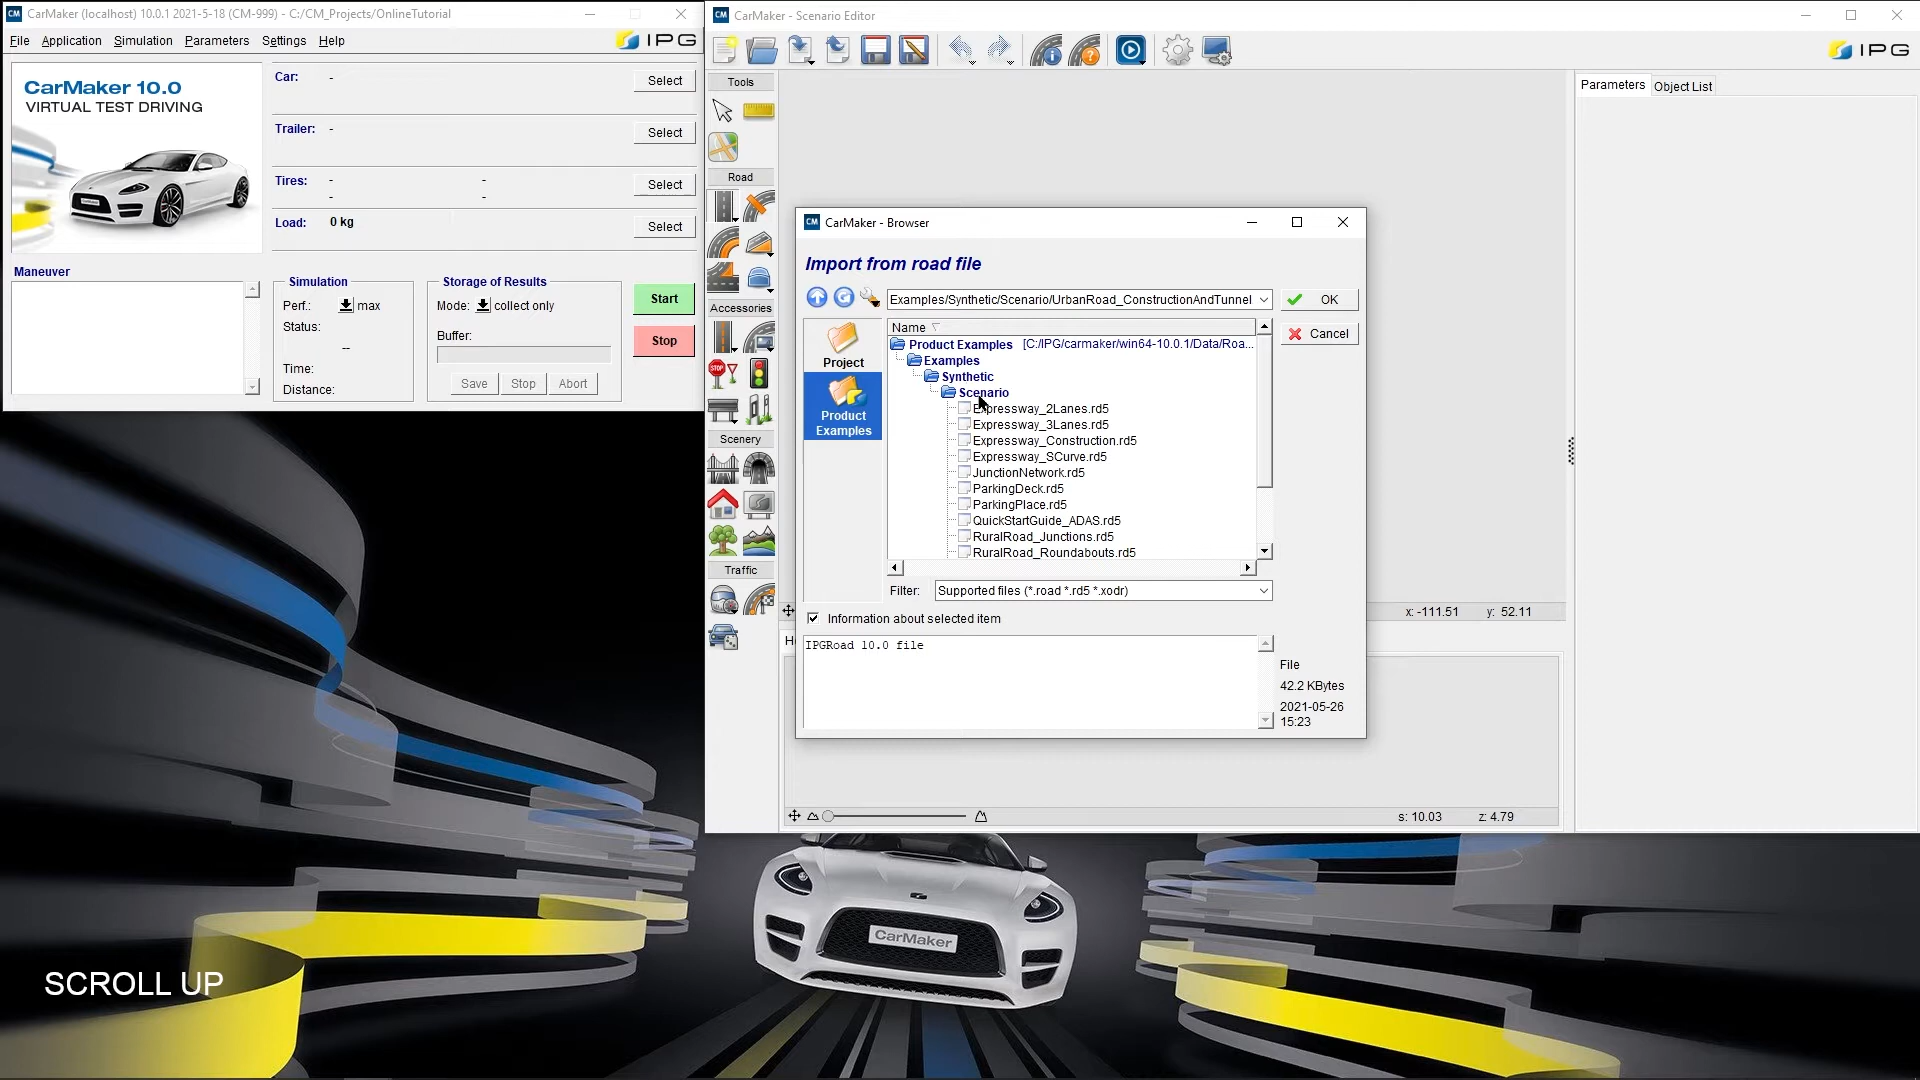 CarMaker (localhost) 10.0.1 2021-5-18 (CM-999) - C:/CM_Projects/OnlineTutorial
File Application Simulation Parameters Settings Help
IPG
CarMaker 10.0
VIRTUAL TEST DRIVING
Car: - Select
Trailer: - Select
Tires: - - Select
- -
Load: 0 kg Select
Maneuver
Simulation
Perf.: max
Status:
--
Time:
Distance:
Storage of Results
Mode: collect only
Buffer:
Save Stop Abort
Start
Stop
CarMaker - Scenario Editor
IPG
Tools
Road
Accessories
STOP
Scenery
Traffic
Parameters Object List
CarMaker - Browser
Import from road file
Examples/Synthetic/Scenario/UrbanRoad_ConstructionAndTunnel
OK
Cancel
Project
Product
Examples
Name
Product Examples [C:/IPG/carmaker/win64-10.0.1/Data/Roa...
Examples
Synthetic
Scenario
Expressway_2Lanes.rd5
Expressway_3Lanes.rd5
Expressway_Construction.rd5
Expressway_SCurve.rd5
JunctionNetwork.rd5
ParkingDeck.rd5
ParkingPlace.rd5
QuickStartGuide_ADAS.rd5
RuralRoad_Junctions.rd5
RuralRoad_Roundabouts.rd5
Filter: Supported files (*.road *.rd5 *.xodr)
Information about selected item
IPGRoad 10.0 file
File
42.2 KBytes
2021-05-26
15:23
x: -111.51 y: 52.11
s: 10.03 z: 4.79
CarMaker
SCROLL UP